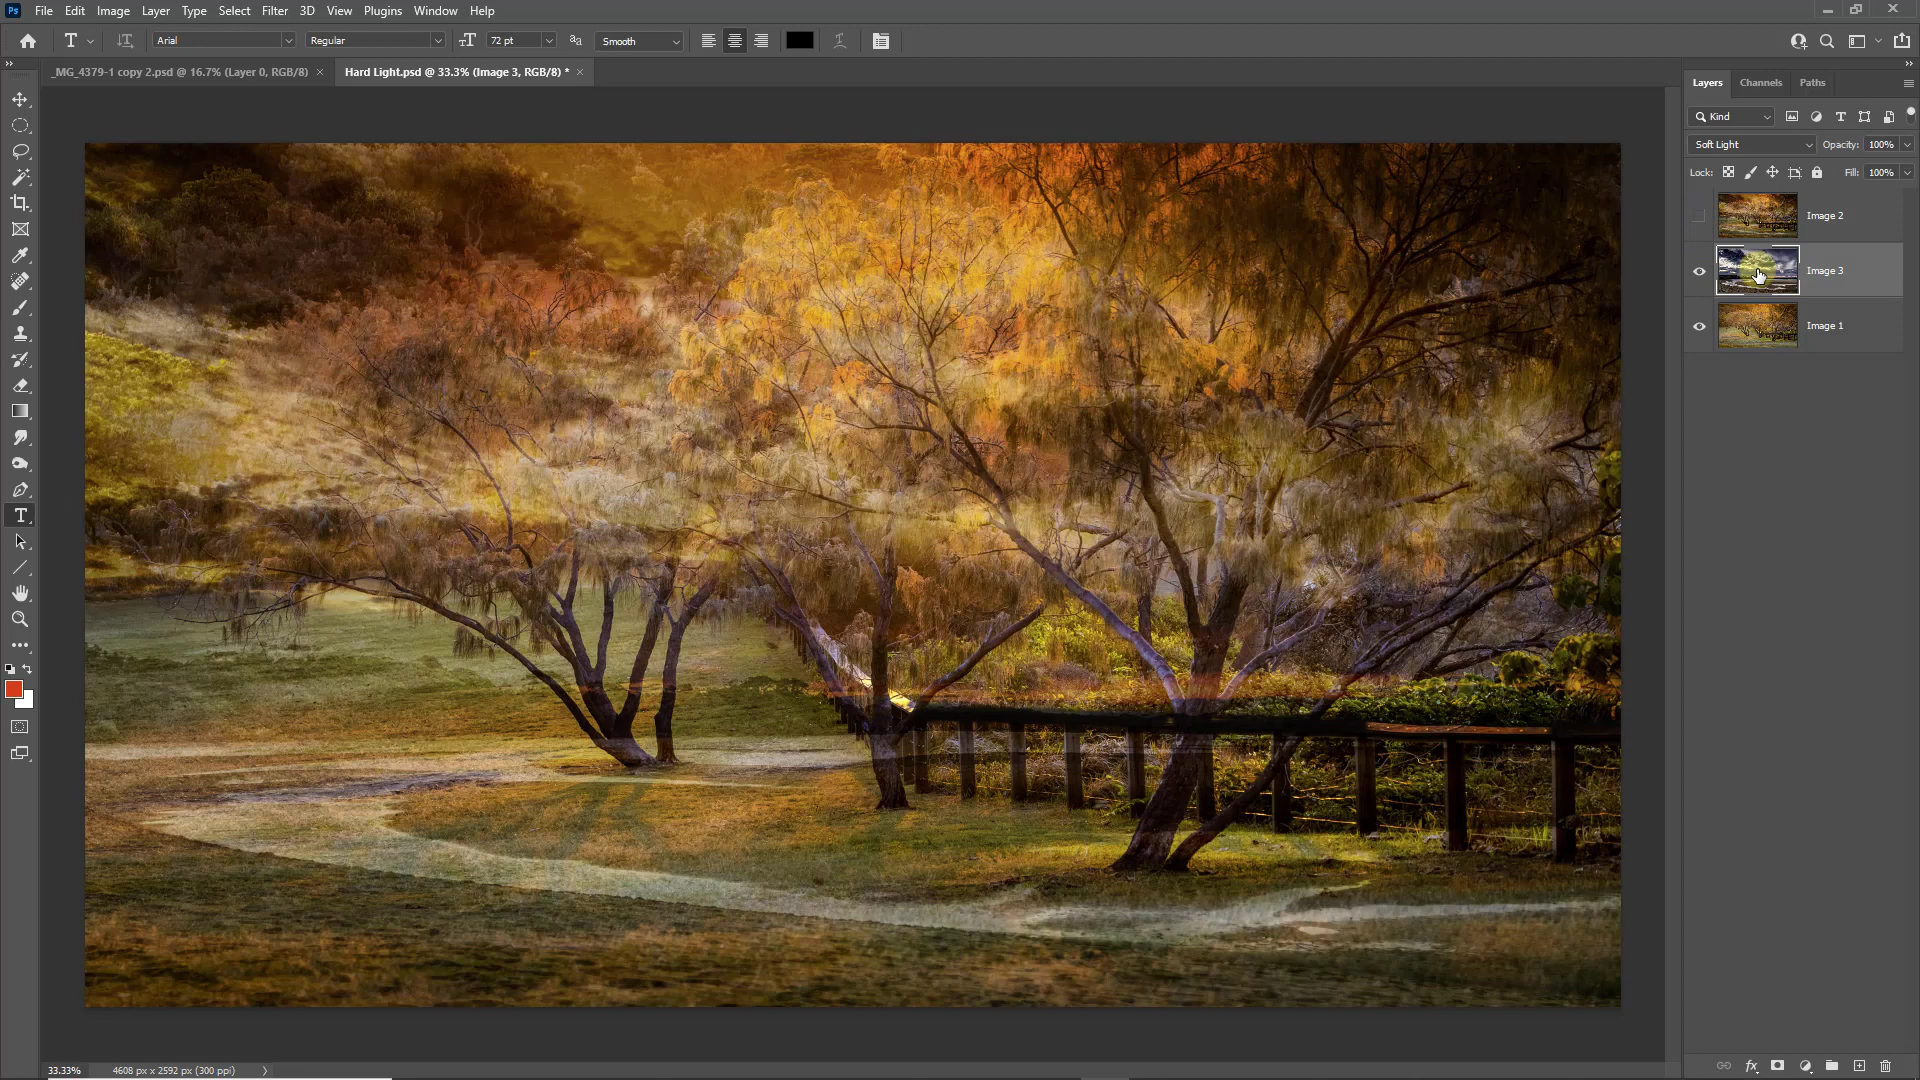 Ps File Edit Image Layer Type Select Filter 3D View Plugins Window Help
T Arial Regular 72 pt Smooth
_MG_4379-1 copy 2.psd @ 16.7% (Layer 0, RGB/8) × Hard Light.psd @ 33.3% (Image 3, RGB/8) * ×
Layers Channels Paths
Kind
Soft Light Opacity: 100%
Lock: Fill: 100%
Image 2
Image 3
Image 1
33.33% 4608 px x 2592 px (300 ppi)